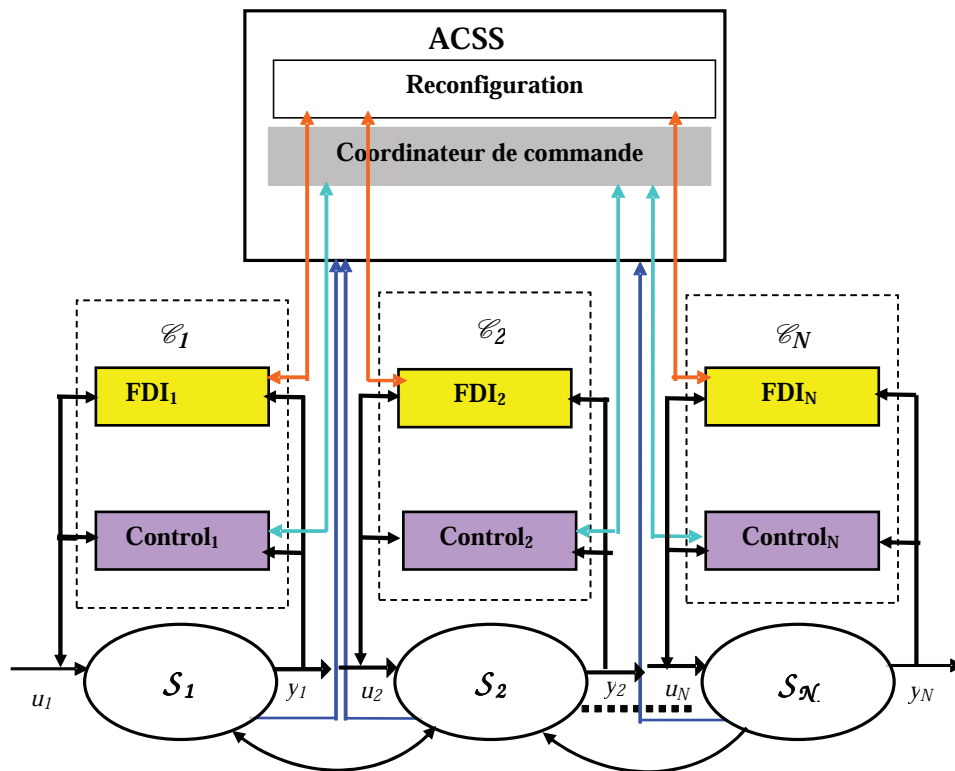 ACSS
Reconfiguration
Coordinateur de commande
𝒞1
𝒞2
𝒞N
FDI1
FDI2
FDIN
Control1
Control2
ControlN
S1
S2
SN
u1
y1
u2
y2
uN
yN